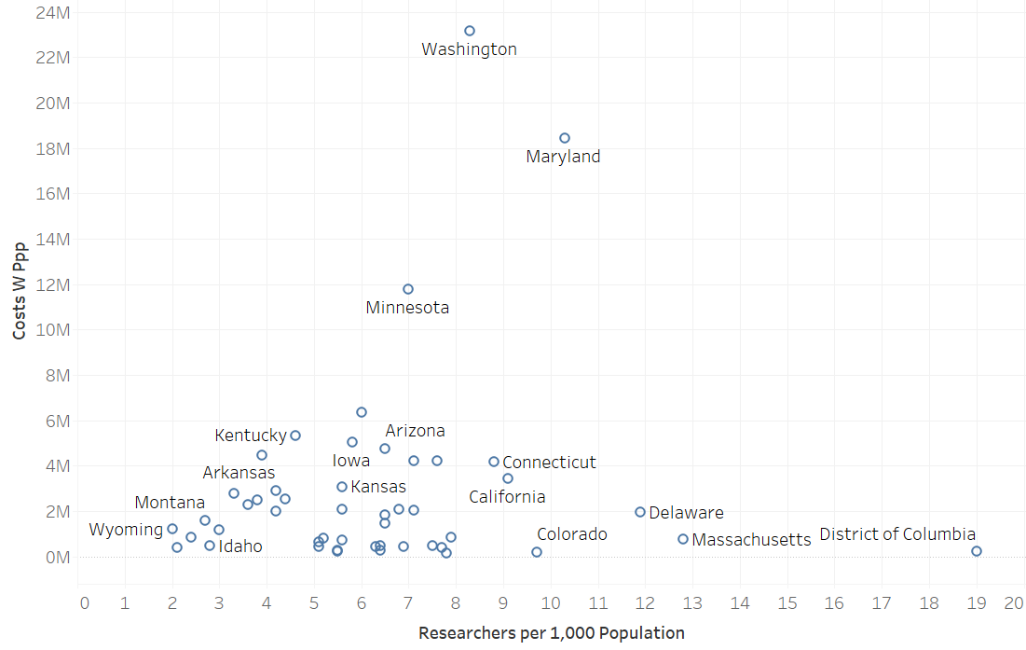 24M
22M
Washington
20M
18M
Maryland
16M
14M
Costs W Ppp
12M
Minnesota
10M
8M
6M
Kentucky
Arizona
Iowa
4M
Connecticut
Arkansas
Kansas
California
Montana
2M
Delaware
Wyoming
Colorado
District of Columbia
Massachusetts
Idaho
0M
0 1 2 3 4 5 6 7 8 9 10 11 12 13 14 15 16 17 18 19 20
Researchers per 1,000 Population